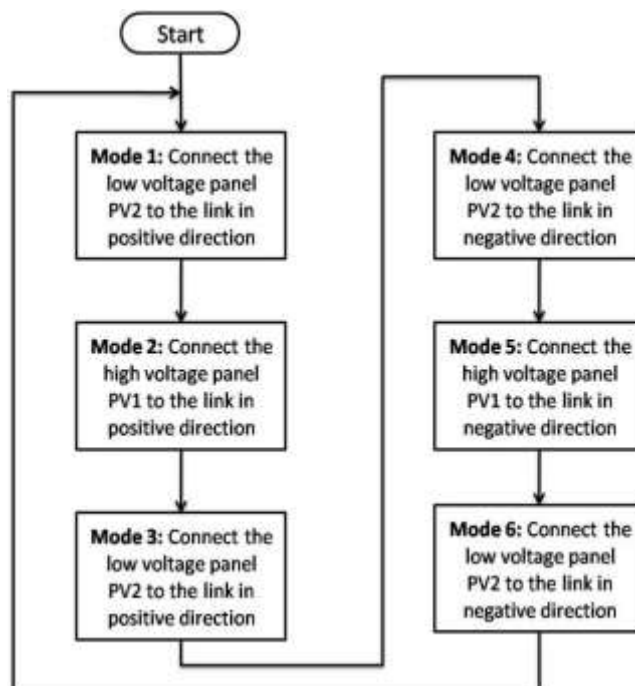 Start
Mode 1: Connect the
low voltage panel
PV2 to the link in
positive direction
Mode 2: Connect the
high voltage panel
PV1 to the link in
positive direction
Mode 3: Connect the
low voltage panel
PV2 to the link in
positive direction
Mode 4: Connect the
low voltage panel
PV2 to the link in
negative direction
Mode 5: Connect the
high voltage panel
PV1 to the link in
negative direction
Mode 6: Connect the
low voltage panel
PV2 to the link in
negative direction